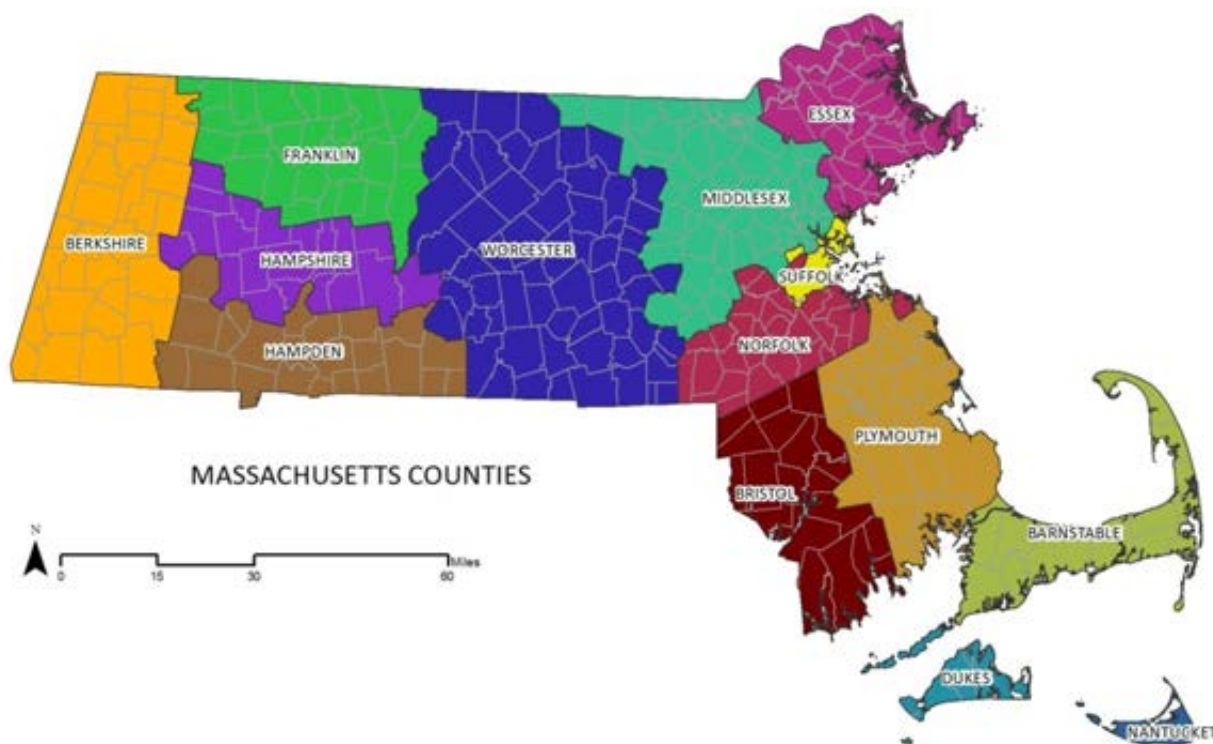 ESSEX
FRANKLIN
MIDDLESEX
BERKSHIRE
HAMPSHIRE
WORCESTER
SUFFOLK
HAMPDEN
NORFOLK
PLYMOUTH
MASSACHUSETTS COUNTIES
BRISTOL
BARNSTABLE
N
Miles
0 15 30 60
DUKES
NANTUCKET